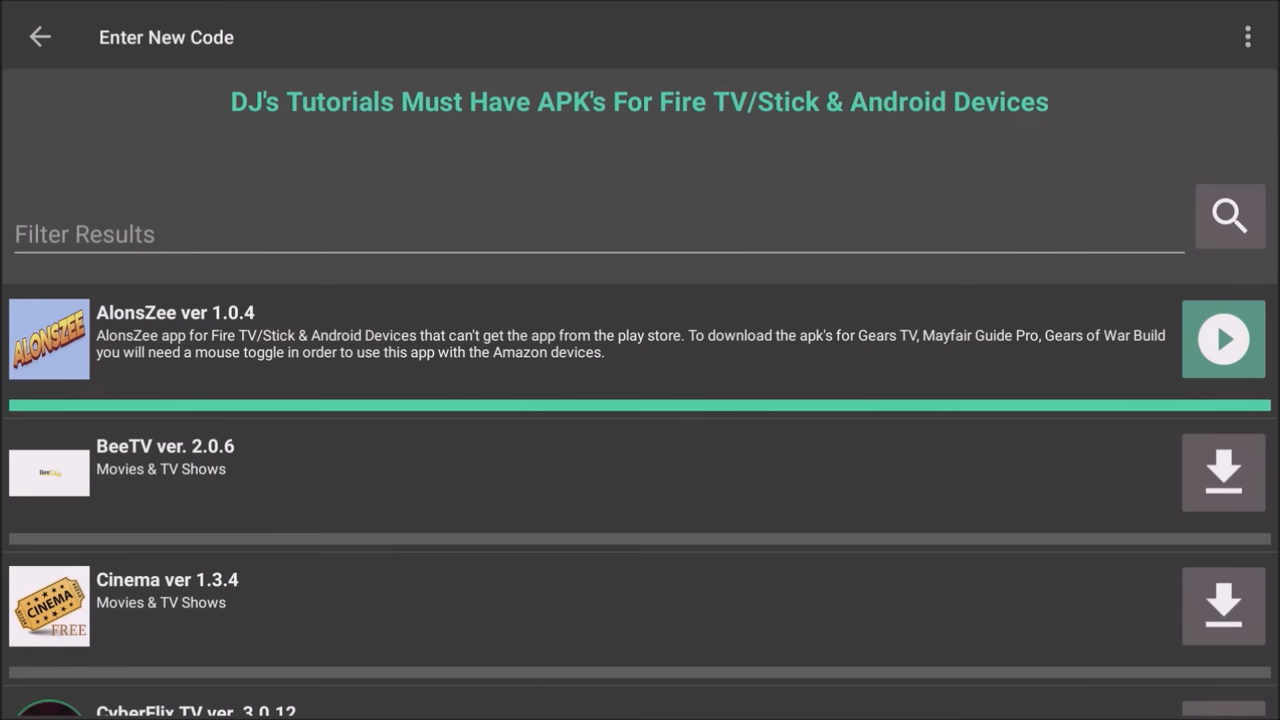 Enter New Code
DJ's Tutorials Must Have APK's For Fire TV/Stick & Android Devices
Filter Results
ALONSZEE
AlonsZee ver 1.0.4
AlonsZee app for Fire TV/Stick & Android Devices that can't get the app from the play store. To download the apk's for Gears TV, Mayfair Guide Pro, Gears of War Build
you will need a mouse toggle in order to use this app with the Amazon devices.
BeeTV ver. 2.0.6
Movies & TV Shows
Cinema ver 1.3.4
Movies & TV Shows
CINEMA
FREE
CyberFlix TV ver. 3.0.12